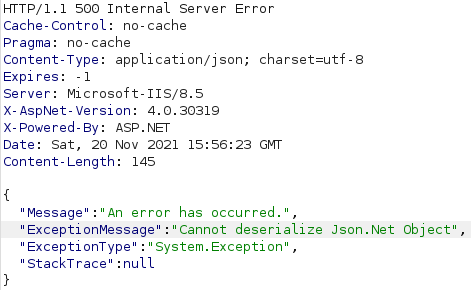 HTTP/1.1 500 Internal Server Error
Cache-Control: no-cache
Pragma: no-cache
Content-Type: application/json; charset=utf-8
Expires: -1
Server: Microsoft-IIS/8.5
X-AspNet-Version: 4.0.30319
X-Powered-By: ASP.NET
Date: Sat, 20 Nov 2021 15:56:23 GMT
Content-Length: 145

{
  "Message":"An error has occurred.",
  "ExceptionMessage":"Cannot deserialize Json.Net Object",
  "ExceptionType":"System.Exception",
  "StackTrace":null
}